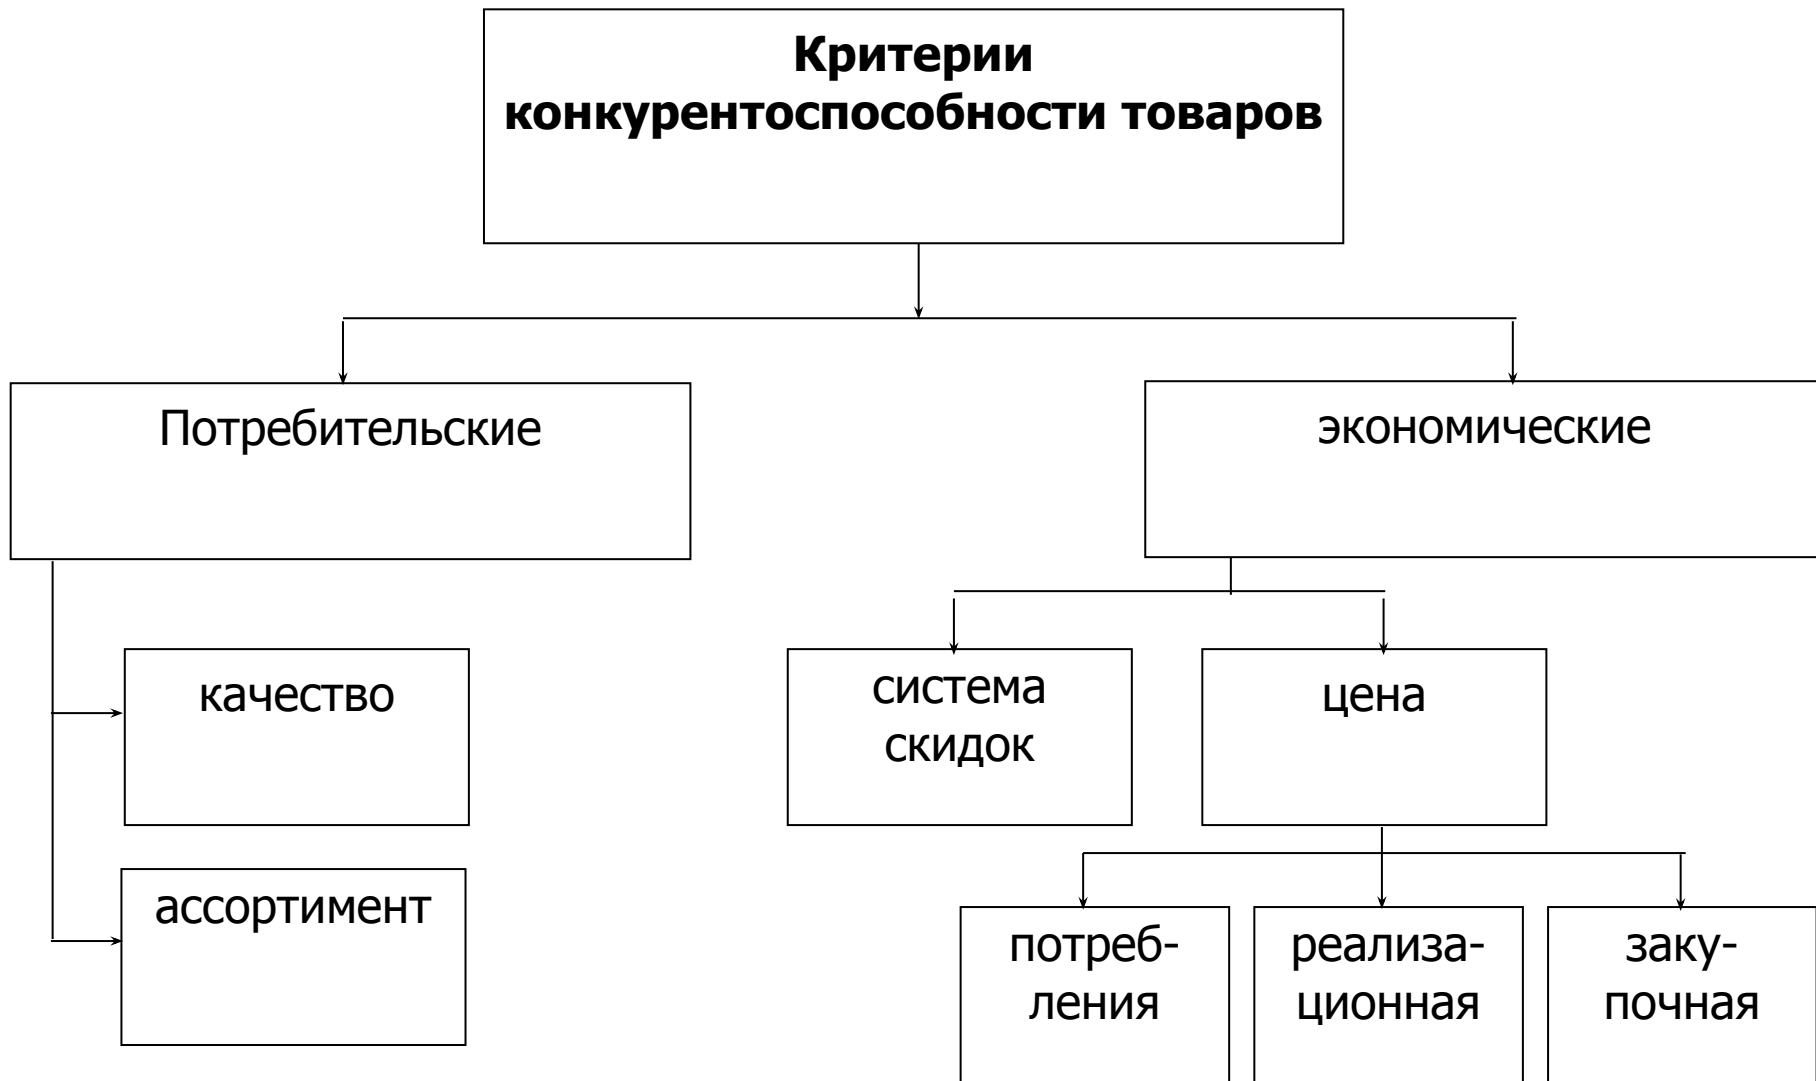 Критерии
конкурентоспособности товаров
Потребительские
экономические
качество
система
скидок
цена
ассортимент
потреб-
ления
реализа-
ционная
заку-
почная